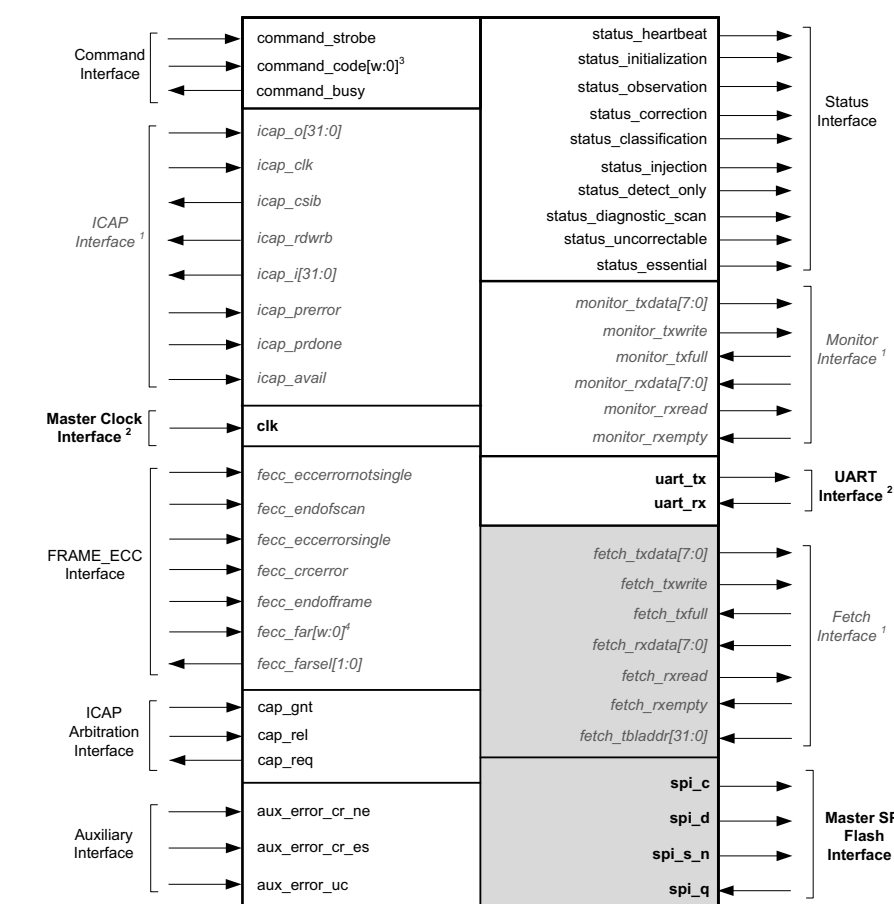 Command
Interface
command_strobe
command_code[w:0]3
command_busy
ICAP
Interface 1
icap_o[31:0]
icap_clk
icap_csib
icap_rdwrb
icap_i[31:0]
icap_prerror
icap_prdone
icap_avail
Master Clock
Interface 2
clk
FRAME_ECC
Interface
fecc_eccerrornotsingle
fecc_endofscan
fecc_eccerrorsingle
fecc_crcerror
fecc_endofframe
fecc_far[w:0]4
fecc_farsel[1:0]
ICAP
Arbitration
Interface
cap_gnt
cap_rel
cap_req
Auxiliary
Interface
aux_error_cr_ne
aux_error_cr_es
aux_error_uc
status_heartbeat
status_initialization
status_observation
status_correction
status_classification
status_injection
status_detect_only
status_diagnostic_scan
status_uncorrectable
status_essential
Status
Interface
monitor_txdata[7:0]
monitor_txwrite
monitor_txfull
monitor_rxdata[7:0]
monitor_rxread
monitor_rxempty
Monitor
Interface 1
uart_tx
uart_rx
UART
Interface 2
fetch_txdata[7:0]
fetch_txwrite
fetch_txfull
fetch_rxdata[7:0]
fetch_rxread
fetch_rxempty
fetch_tbladdr[31:0]
Fetch
Interface 1
spi_c
spi_d
spi_s_n
spi_q
Master
Flash
Interface